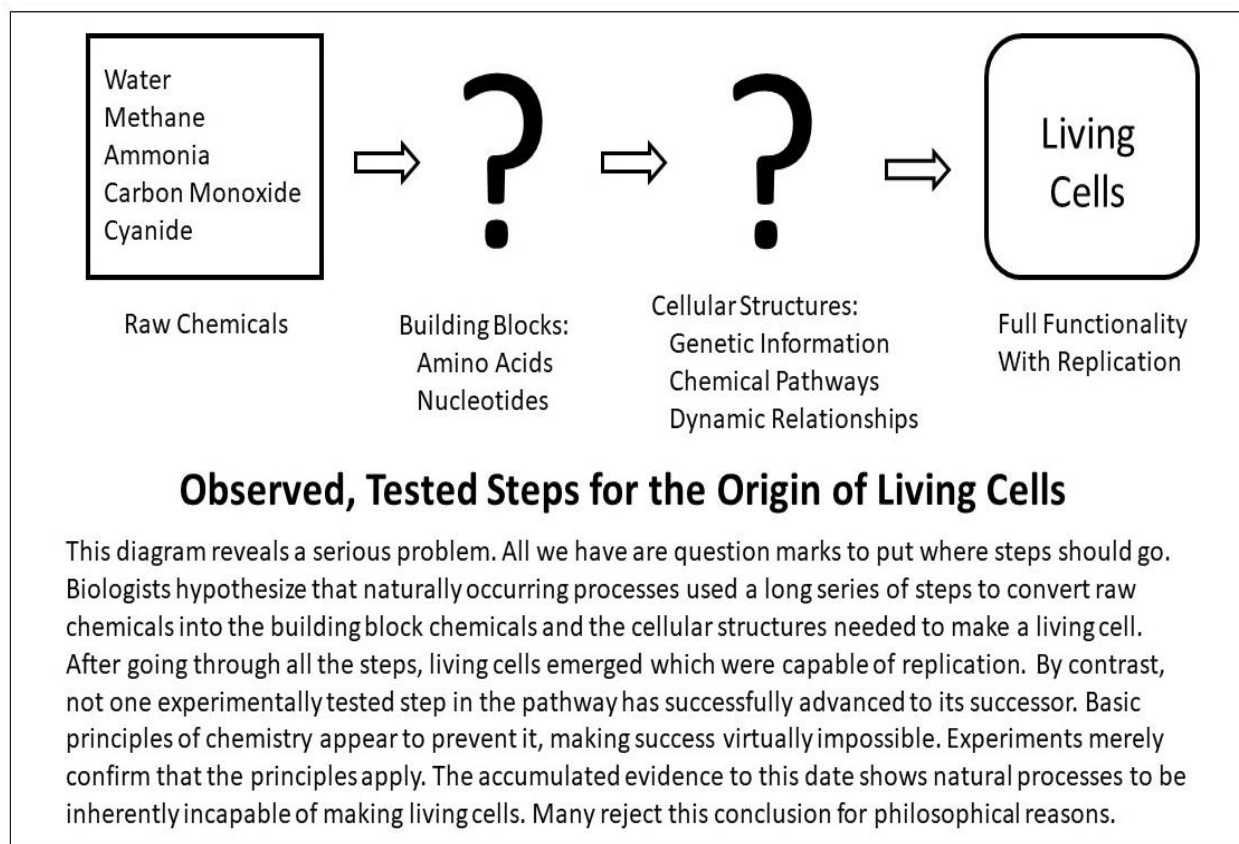 Water
Methane
Ammonia
Carbon Monoxide
Cyanide
Raw Chemicals
?
Building Blocks:
Amino Acids
Nucleotides
?
Cellular Structures:
Genetic Information
Chemical Pathways
Dynamic Relationships
Living
Cells
Full Functionality
With Replication
Observed, Tested Steps for the Origin of Living Cells
This diagram reveals a serious problem. All we have are question marks to put where steps should go.
Biologists hypothesize that naturally occurring processes used a long series of steps to convert raw
chemicals into the building block chemicals and the cellular structures needed to make a living cell.
After going through all the steps, living cells emerged which were capable of replication. By contrast,
not one experimentally tested step in the pathway has successfully advanced to its successor. Basic
principles of chemistry appear to prevent it, making success virtually impossible. Experiments merely
confirm that the principles apply. The accumulated evidence to this date shows natural processes to be
inherently incapable of making living cells. Many reject this conclusion for philosophical reasons.